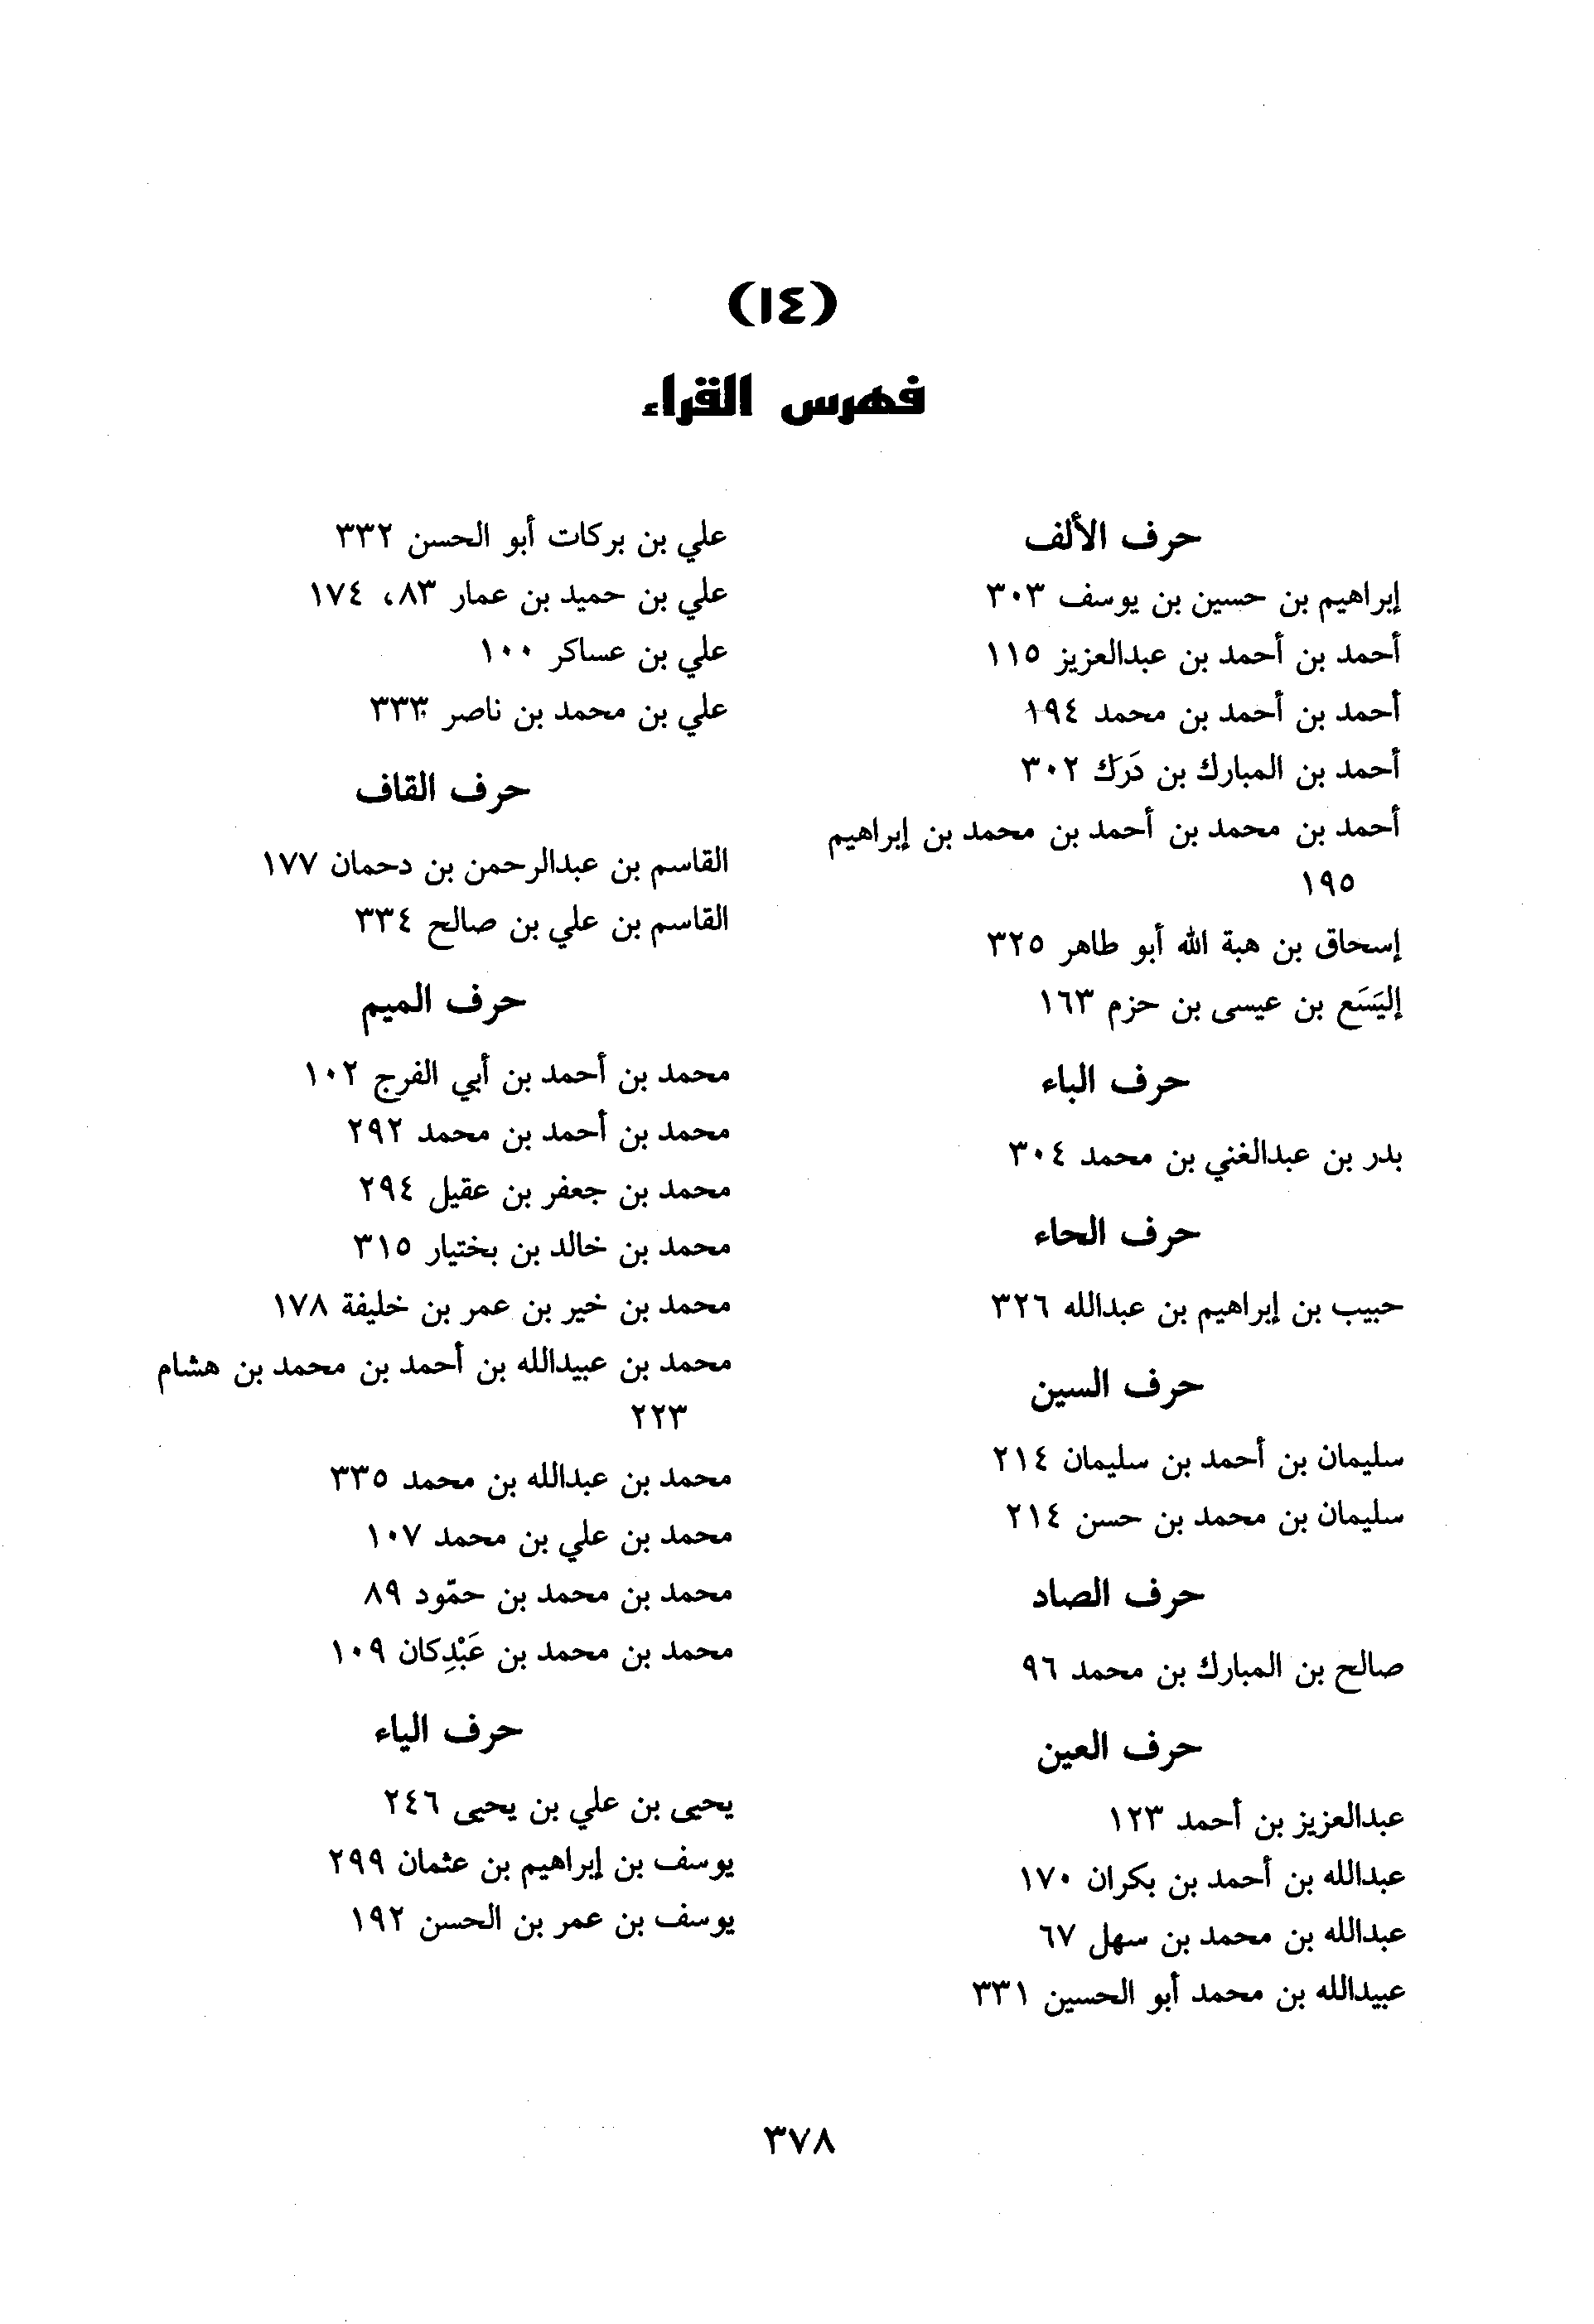 (١٤)
فهرس القراء
حرف الألف
إبراهيم بن حسين بن يوسف ٣٠٣
أحمد بن أحمد بن عبدالعزيز ١١٥
أحمد بن أحمد بن محمد ١٩٤
أحمد بن المبارك بن دَرَك ٣٠٢
أحمد بن محمد بن أحمد بن محمد بن إبراهيم
١٩٥
إسحاق بن هبة الله أبو طاهر ٣٢٥
إليَسَع بن عيسى بن حزم ١٦٣
حرف الباء
بدر بن عبدالغني بن محمد ٣٠٤
حرف الحاء
حبيب بن إبراهيم بن عبدالله ٣٢٦
حرف السين
سليمان بن أحمد بن سليمان ٢١٤
سليمان بن محمد بن حسن ٢١٤
حرف الصاد
صالح بن المبارك بن محمد ٩٦
حرف العين
عبدالعزيز بن أحمد ١٢٣
عبدالله بن أحمد بن بكران ١٧٠
عبدالله بن محمد بن سهل ٦٧
عبيدالله بن محمد أبو الحسين ٣٣١
علي بن بركات أبو الحسن ٣٣٢
علي بن حميد بن عمار ٨٣، ١٧٤
علي بن عساكر ١٠٠
علي بن محمد بن ناصر ٣٣٣
حرف القاف
القاسم بن عبدالرحمن بن دحمان ١٧٧
القاسم بن علي بن صالح ٣٣٤
حرف الميم
محمد بن أحمد بن أبي الفرج ١٠٢
محمد بن أحمد بن محمد ٢٩٢
محمد بن جعفر بن عقيل ٢٩٤
محمد بن خالد بن بختيار ٣١٥
محمد بن خير بن عمر بن خليفة ١٧٨
محمد بن عبيدالله بن أحمد بن محمد بن هشام
٢٢٣
محمد بن عبدالله بن محمد ٣٣٥
محمد بن علي بن محمد ١٠٧
محمد بن محمد بن حمّود ٨٩
محمد بن محمد بن عَبْدِكان ١٠٩
حرف الياء
يحيى بن علي بن يحيى ٢٤٦
يوسف بن إبراهيم بن عثمان ٢٩٩
يوسف بن عمر بن الحسن ١٩٢
٣٧٨